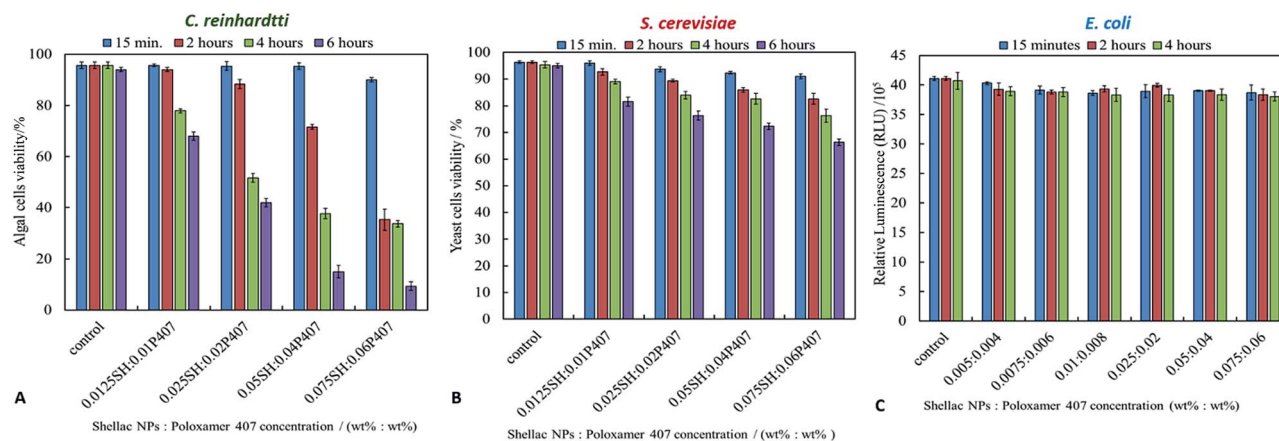 C. reinhardtti
15 min. 2 hours 4 hours 6 hours
100
80
60
40
20
0
Algal cells viability/%
control
0.0125SH:0.01P407
0.025SH:0.02P407
0.05SH:0.04P407
0.075SH:0.06P407
A
Shellac NPs : Poloxamer 407 concentration / (wt% : wt%)
S. cerevisiae
15 min. 2 hours 4 hours 6 hours
100
90
80
70
60
50
40
30
20
10
0
Yeast cells viability / %
control
0.0125SH:0.01P407
0.025SH:0.02P407
0.05SH:0.04P407
0.075SH:0.06P407
B
Shellac NPs : Poloxamer 407 concentration / (wt% : wt% )
E. coli
15 minutes 2 hours 4 hours
45
40
35
30
25
20
15
10
5
0
Relative Luminescence (RLU) /10⁵
control
0.005:0.004
0.0075:0.006
0.01:0.008
0.025:0.02
0.05:0.04
0.075:0.06
C
Shellac NPs : Poloxamer 407 concentration (wt% : wt%)